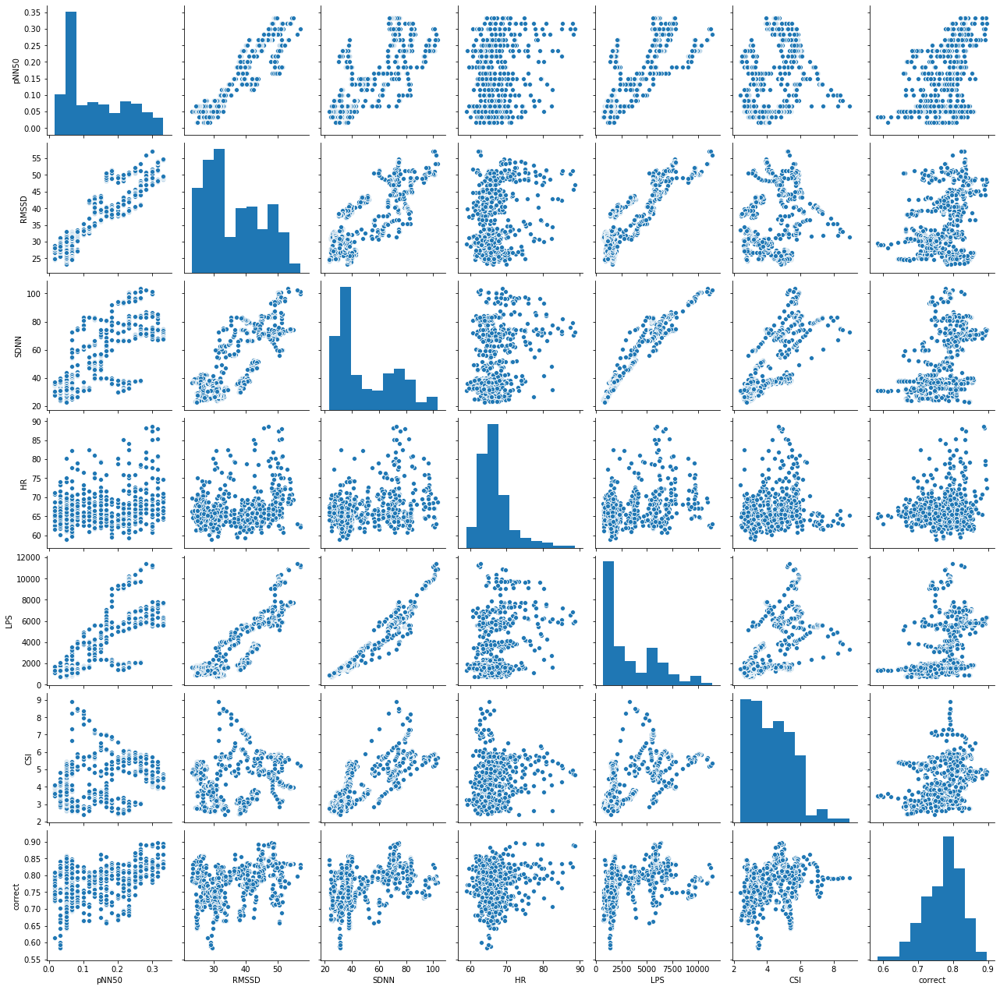 0.35
0.30
0.25
0.20
0.15
0.10
0.05
0.00
pNN50
55
50
45
40
35
30
25
RMSSD
100
80
60
40
20
SDNN
90
85
80
75
70
65
60
HR
12000
10000
8000
6000
4000
2000
0
LPS
9
8
7
6
5
4
3
2
CSI
0.90
0.85
0.80
0.75
0.70
0.65
0.60
0.55
correct
0.0 0.1 0.2 0.3
pNN50
30 40 50
RMSSD
20 40 60 80 100
SDNN
60 70 80 90
HR
0 2500 5000 7500 10000
LPS
2 4 6 8
CSI
0.6 0.7 0.8 0.9
correct